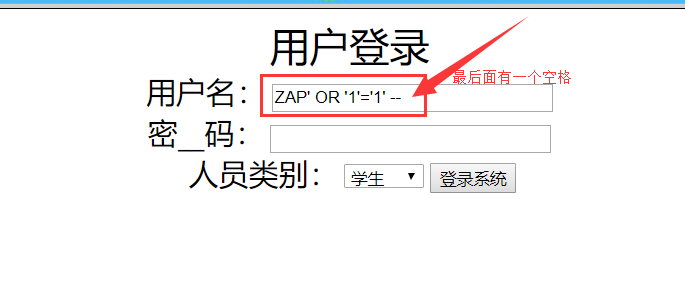 用户登录
最后面有一个空格
用户名： ZAP' OR '1'='1' --
密__码：
人员类别： 学生 登录系统